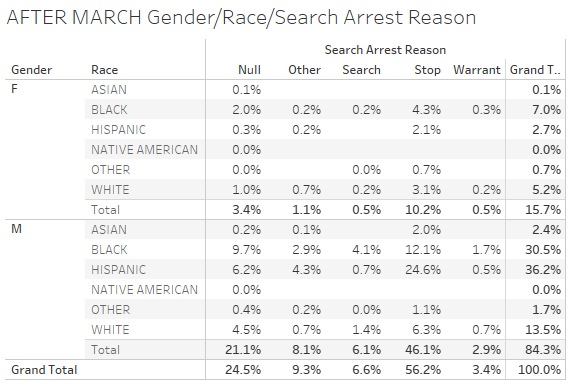 AFTER MARCH Gender/Race/Search Arrest Reason
Search Arrest Reason
Gender Race Null Other Search Stop Warrant Grand T..
F ASIAN 0.1% 0.1%
BLACK 2.0% 0.2% 0.2% 4.3% 0.3% 7.0%
HISPANIC 0.3% 0.2% 2.1% 2.7%
NATIVE AMERICAN 0.0% 0.0%
OTHER 0.0% 0.0% 0.7% 0.7%
WHITE 1.0% 0.7% 0.2% 3.1% 0.2% 5.2%
Total 3.4% 1.1% 0.5% 10.2% 0.5% 15.7%
M ASIAN 0.2% 0.1% 2.0% 2.4%
BLACK 9.7% 2.9% 4.1% 12.1% 1.7% 30.5%
HISPANIC 6.2% 4.3% 0.7% 24.6% 0.5% 36.2%
NATIVE AMERICAN 0.0% 0.0%
OTHER 0.4% 0.2% 0.0% 1.1% 1.7%
WHITE 4.5% 0.7% 1.4% 6.3% 0.7% 13.5%
Total 21.1% 8.1% 6.1% 46.1% 2.9% 84.3%
Grand Total 24.5% 9.3% 6.6% 56.2% 3.4% 100.0%